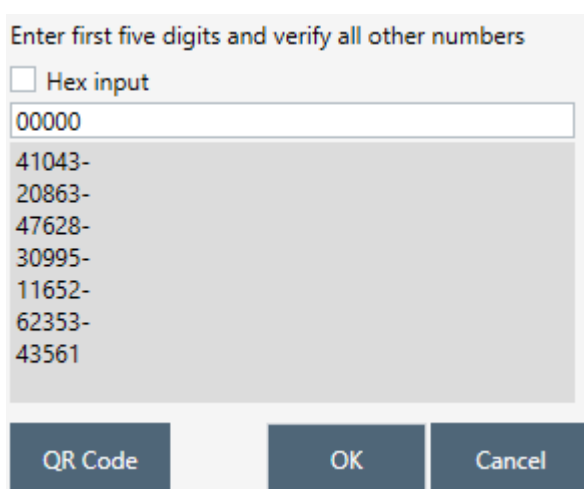 Enter first five digits and verify all other numbers
Hex input
00000
41043-
20863-
47628-
30995-
11652-
62353-
43561
QR Code OK Cancel